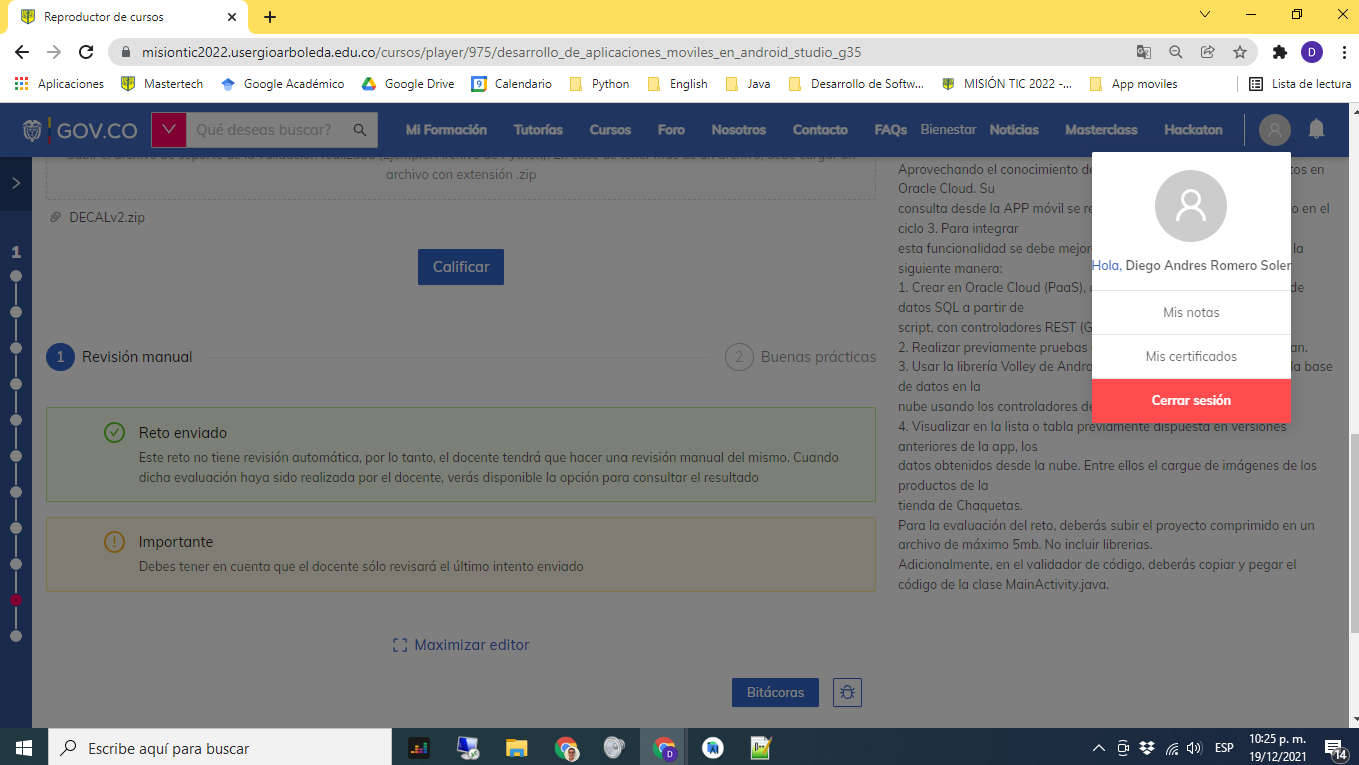 Reproductor de cursos
misiontic2022.usergioarboleda.edu.co/cursos/player/975/desarrollo_de_aplicaciones_moviles_en_android_studio_g35
D
Aplicaciones
Mastertech
Google Académico
Google Drive
Calendario
Python
English
Java
Desarrollo de Softw...
MISIÓN TIC 2022 -...
App moviles
Lista de lectura
GOV.CO
Qué deseas buscar?
Mi Formación
Tutorías
Cursos
Foro
Nosotros
Contacto
FAQs
Bienestar
Noticias
Masterclass
Hackaton
archivo con extensión .zip
DECALv2.zip
Calificar
1
1 Revisión manual
2 Buenas prácticas
Reto enviado
Este reto no tiene revisión automática, por lo tanto, el docente tendrá que hacer una revisión manual del mismo. Cuando
dicha evaluación haya sido realizada por el docente, verás disponible la opción para consultar el resultado
Importante
Debes tener en cuenta que el docente sólo revisará el último intento enviado
Maximizar editor
Bitácoras
Aprovechando el conocimiento de tos en
Oracle Cloud. Su
consulta desde la APP móvil se re o en el
ciclo 3. Para integrar
esta funcionalidad se debe mejor la
siguiente manera:
1. Crear en Oracle Cloud (PaaS), de
datos SQL a partir de
script, con controladores REST (G
2. Realizar previamente pruebas an.
3. Usar la librería Volley de Andro la base
de datos en la
nube usando los controladores de
4. Visualizar en la lista o tabla previamente dispuesta en versiones
anteriores de la app, los
datos obtenidos desde la nube. Entre ellos el cargue de imágenes de los
productos de la
tienda de Chaquetas.
Para la evaluación del reto, deberás subir el proyecto comprimido en un
archivo de máximo 5mb. No incluir librerias.
Adicionalmente, en el validador de código, deberás copiar y pegar el
código de la clase MainActivity.java.
Hola, Diego Andres Romero Soler
Mis notas
Mis certificados
Cerrar sesión
Escribe aquí para buscar
D
ESP
10:25 p. m.
19/12/2021
14